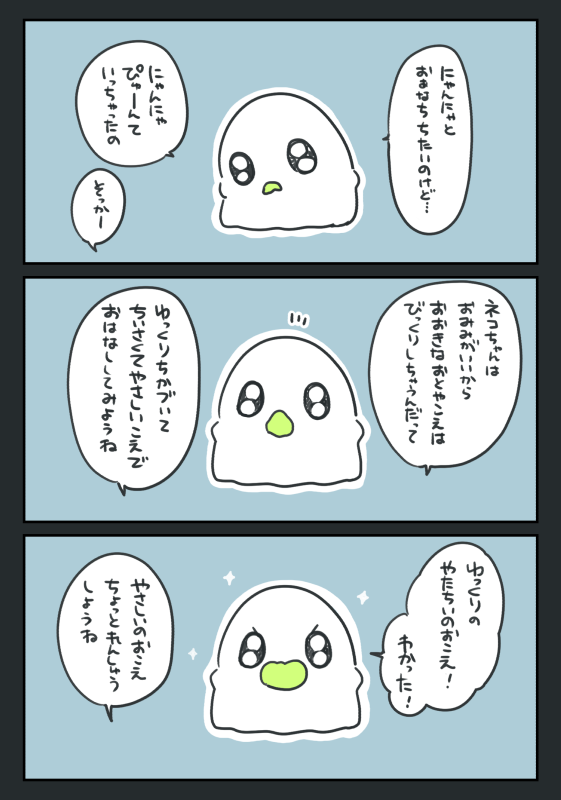 にゃんにゃと
おぁなち ちたいのけど…
にゃんにゃ
ぴゅーんて
いっちゃったの
そっかー
ネコちゃんは
おみみがいいから
おおきなおとやこえは
びっくりしちゃうんだって
ゆっくりちかづいて
ちいさくてやさしいこえで
おはなししてみようね
ゆっくりの
やたちいのおこえ!
わかった!
やさしいのおこえ
ちょっとれんしゅう
しようね